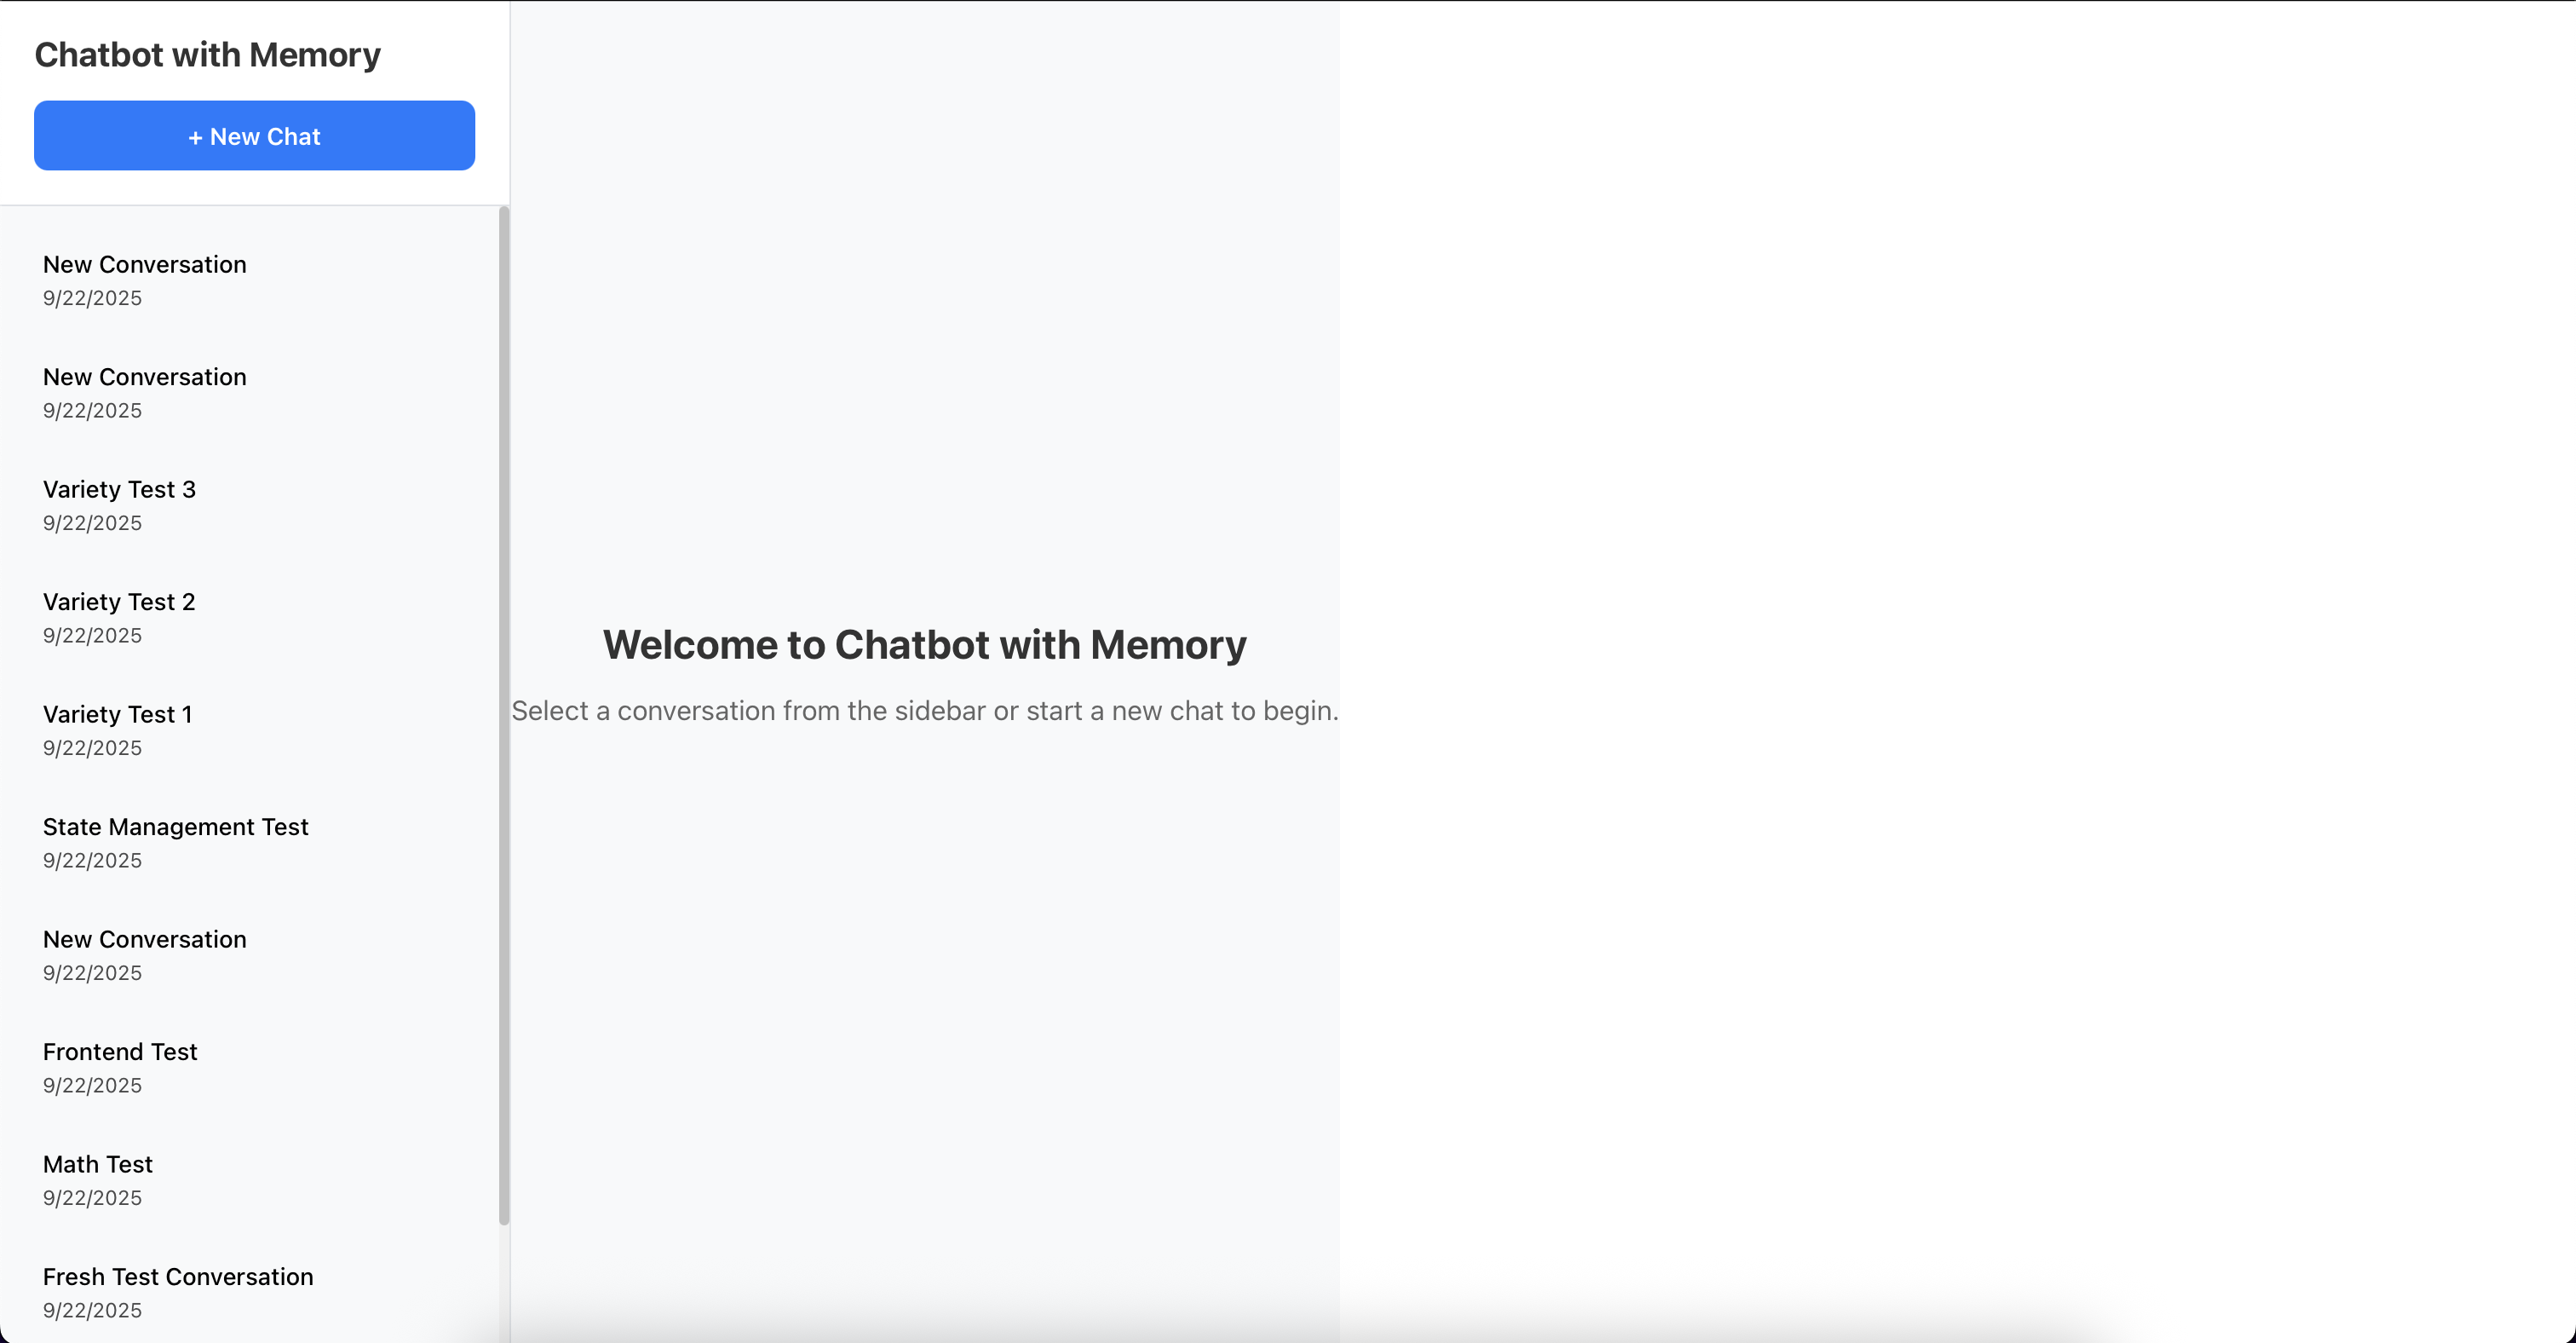 Chatbot with Memory
+ New Chat
New Conversation
9/22/2025
New Conversation
9/22/2025
Variety Test 3
9/22/2025
Variety Test 2
9/22/2025
Variety Test 1
9/22/2025
State Management Test
9/22/2025
New Conversation
9/22/2025
Frontend Test
9/22/2025
Math Test
9/22/2025
Fresh Test Conversation
9/22/2025
Welcome to Chatbot with Memory
Select a conversation from the sidebar or start a new chat to begin.